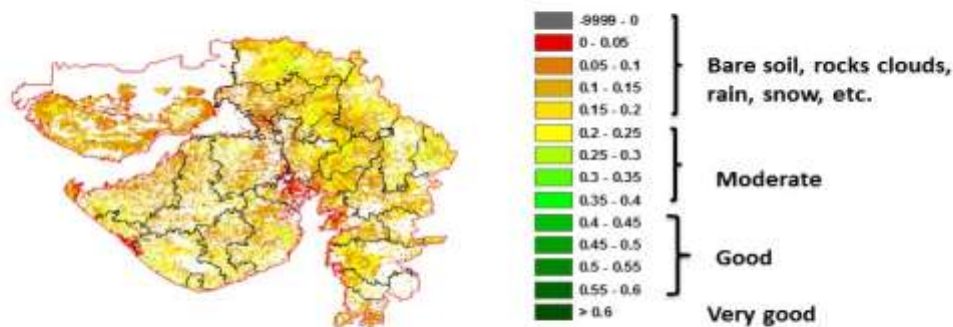 -9999 - 0
0 - 0.05
0.05 - 0.1
0.1 - 0.15
0.15 - 0.2
0.2 - 0.25
0.25 - 0.3
0.3 - 0.35
0.35 - 0.4
0.4 - 0.45
0.45 - 0.5
0.5 - 0.55
0.55 - 0.6
> 0.6
Bare soil, rocks clouds,
rain, snow, etc.
Moderate
Good
Very good